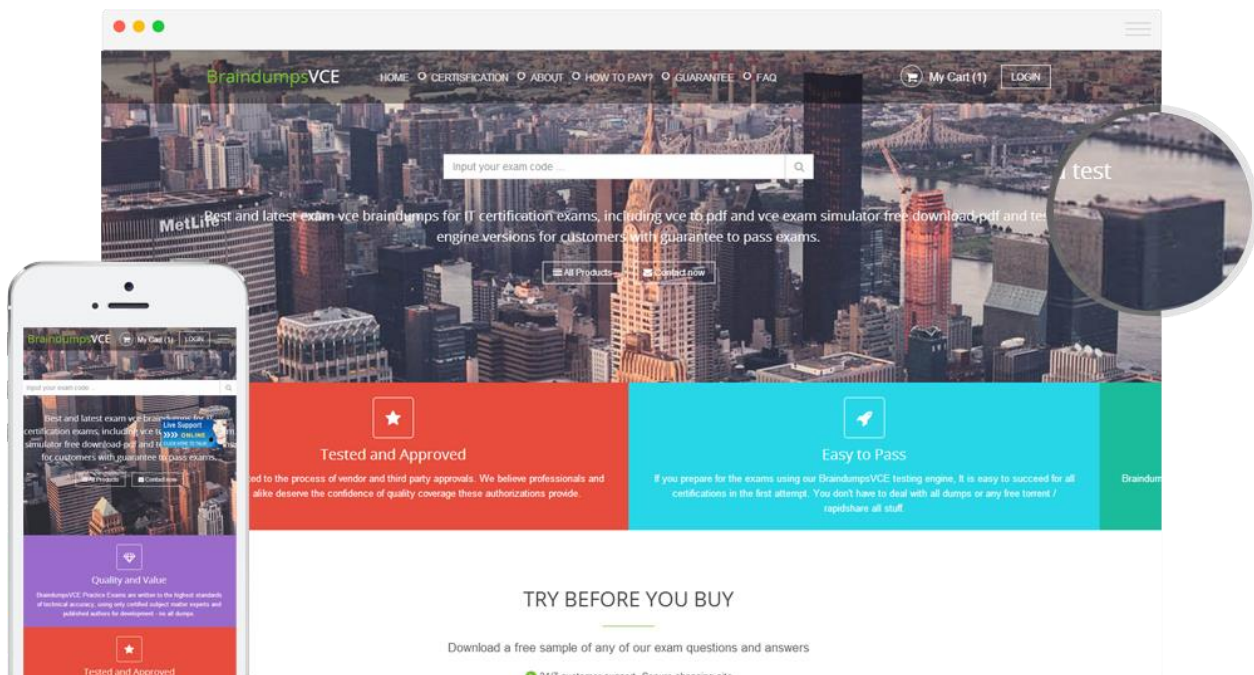 BraindumpsVCE
HOME CERTISFICATION ABOUT HOW TO PAY? GUARANTEE FAQ
My Cart (1) LOGIN
Input your exam code ...
test
MetLife
Best and latest exam vce braindumps for IT certification exams, including vce to pdf and vce exam simulator free download-pdf and
engine versions for customers with guarantee to pass exams.
All Products Contact now
Tested and Approved
ed to the process of vendor and third party approvals. We believe professionals and
alike deserve the confidence of quality coverage these authorizations provide.
Easy to Pass
If you prepare for the exams using our BraindumpsVCE testing engine, It is easy to succeed for all
certifications in the first attempt. You don't have to deal with all dumps or any free torrent /
rapidshare all stuff.
Braindum
TRY BEFORE YOU BUY
Download a free sample of any of our exam questions and answers
BraindumpsVCE My Cart (1) LOGIN
Input your exam code ...
Best and latest exam vce braindumps for IT
certification exams, including vce
simulator free download-pdf and
for customers with guarantee to pass exams.
Live Support
ONLINE
CLICK HERE TO TALK
All Products Contact now
Quality and Value
BraindumpsVCE Practice Exams are written to the highest standards
of technical accuracy, using only certified subject matter experts and
published authors for development - no all dumps.
Tested and Approved